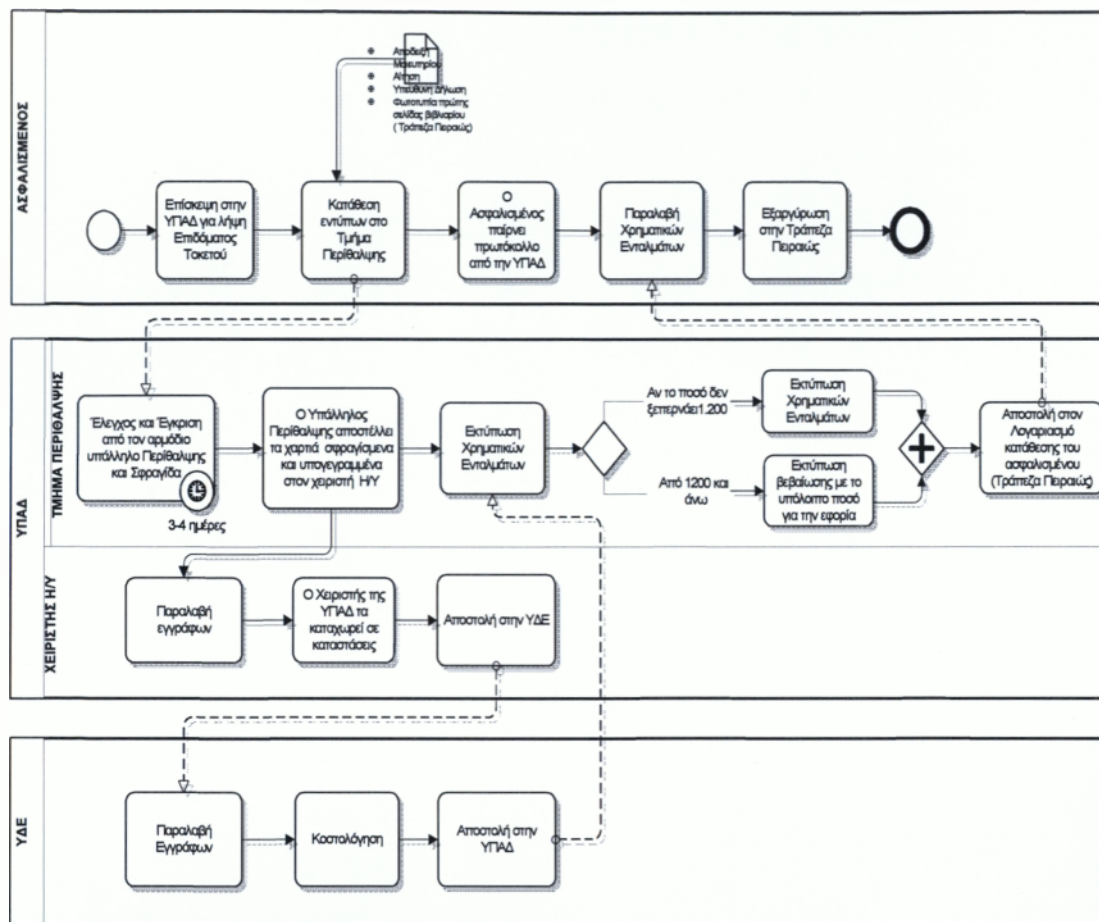 ΑΣΦΑΛΙΣΜΕΝΟΣ
Απόδειξη
Μαιευτηρίου
Αίτηση
Υπεύθυνη Δήλωση
Φωτοτυπία πρώτης
σελίδας βιβλιαρίου
( Τράπεζα Πειραιώς)
Επίσκεψη στην
ΥΠΑΔ για λήψη
Επιδόματος
Τοκετού
Κατάθεση
εντύπων στο
Τμήμα
Περίθαλψης
Ο
Ασφαλισμένος
παίρνει
πρωτόκολλο
από την ΥΠΑΔ
Παραλαβή
Χρηματικών
Ενταλμάτων
Εξαργύρωση
στην Τράπεζα
Πειραιώς
ΥΠΑΔ
ΤΜΗΜΑ ΠΕΡΙΘΑΛΨΗΣ
Έλεγχος και Έγκριση
από τον αρμόδιο
υπάλληλο Περίθαλψης
και Σφραγίδα
3-4 ημέρες
Ο Υπάλληλος
Περίθαλψης αποστέλλει
τα χαρτιά σφραγισμένα
και υπογεγραμμένα
στον χειριστή Η/Υ
Εκτύπωση
Χρηματικών
Ενταλμάτων
Αν το ποσό δεν
ξεπερνάει1.200
Από 1200 και
άνω
Εκτύπωση
Χρηματικών
Ενταλμάτων
Εκτύπωση
βεβαίωσης με το
υπόλοιπο ποσό
για την εφορία
Αποστολή στον
Λογαριασμό
κατάθεσης του
ασφαλισμένου
(Τράπεζα Πειραιώς)
ΧΕΙΡΙΣΤΗΣ Η/Υ
Παραλαβή
εγγράφων
Ο Χειριστής της
ΥΠΑΔ τα
καταχωρεί σε
καταστάσεις
Αποστολή στην ΥΔΕ
ΥΔΕ
Παραλαβή
Εγγράφων
Κοστολόγηση
Αποστολή στην
ΥΠΑΔ